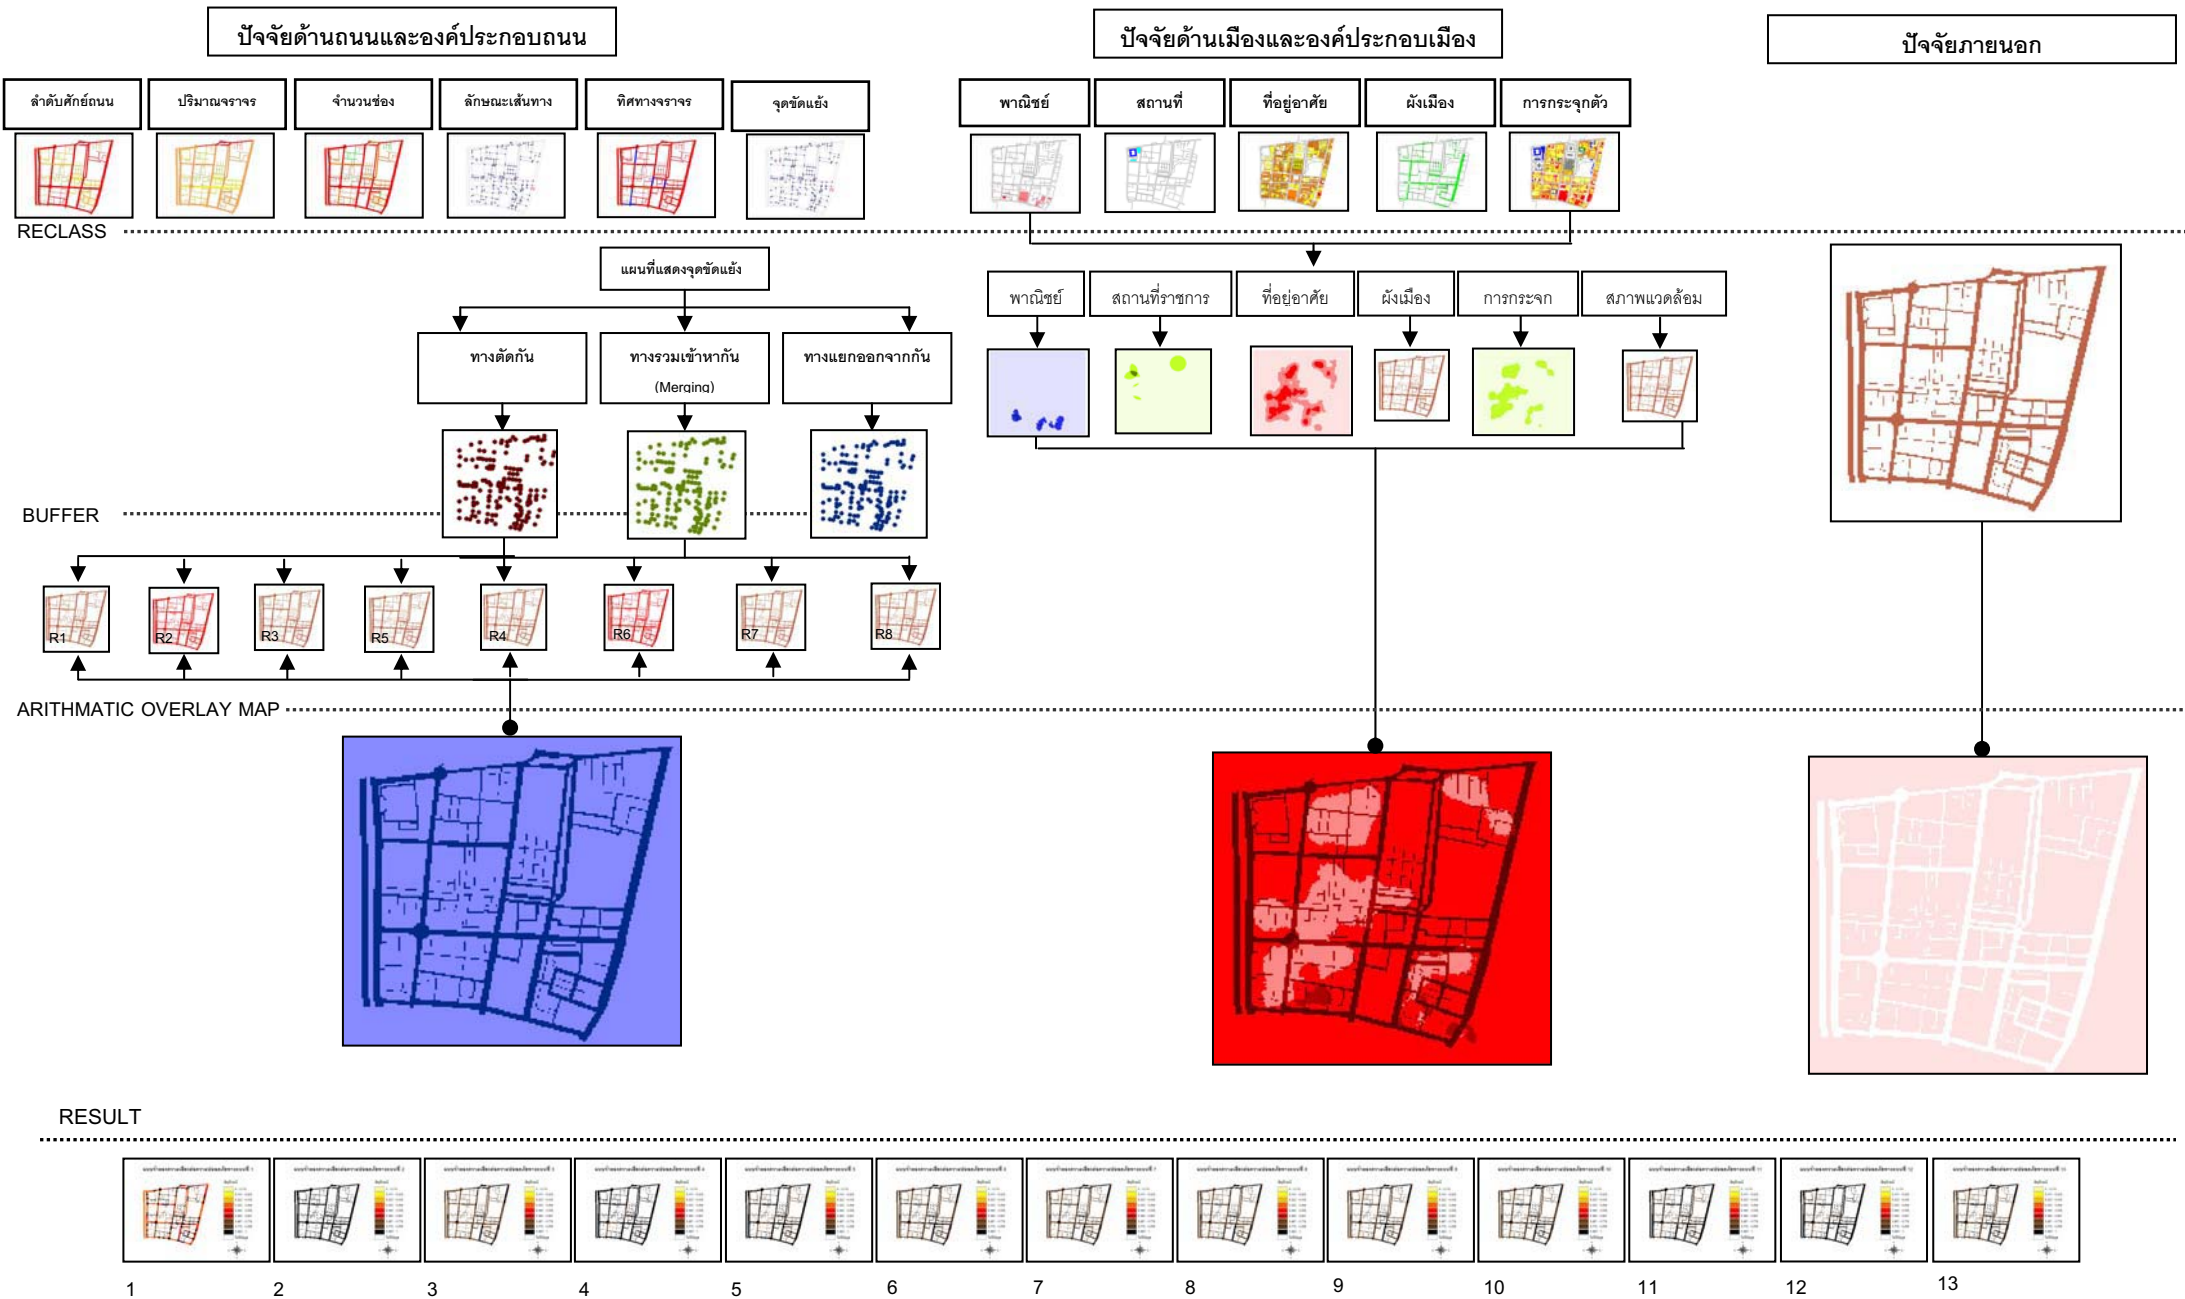 ปัจจัยด้านถนนและองค์ประกอบถนน
ปัจจัยด้านเมืองและองค์ประกอบเมือง
ปัจจัยภายนอก
ลำดับศักย์ถนน
ปริมาณจราจร
จำนวนช่อง
ลักษณะเส้นทาง
ทิศทางจราจร
จุดขัดแย้ง
พาณิชย์
สถานที่
ที่อยู่อาศัย
ผังเมือง
การกระจุกตัว
RECLASS
แผนที่แสดงจุดขัดแย้ง
พาณิชย์
สถานที่ราชการ
ที่อยู่อาศัย
ผังเมือง
การกระจก
สภาพแวดล้อม
ทางตัดกัน
ทางรวมเข้าหากัน
(Merging)
ทางแยกออกจากกัน
BUFFER
R1
R2
R3
R5
R4
R6
R7
R8
ARITHMATIC OVERLAY MAP
RESULT
1
2
3
4
5
6
7
8
9
10
11
12
13